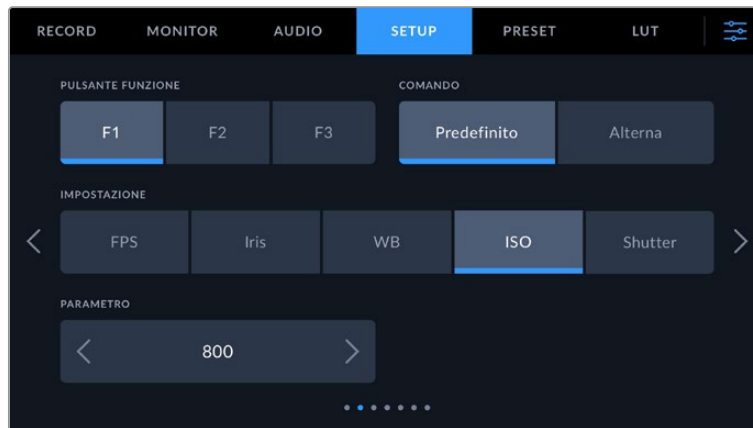 RECORD MONITOR AUDIO SETUP PRESET LUT
PULSANTE FUNZIONE COMANDO
F1 F2 F3 Predefinito Alterna
IMPOSTAZIONE
FPS Iris WB ISO Shutter
PARAMETRO
800